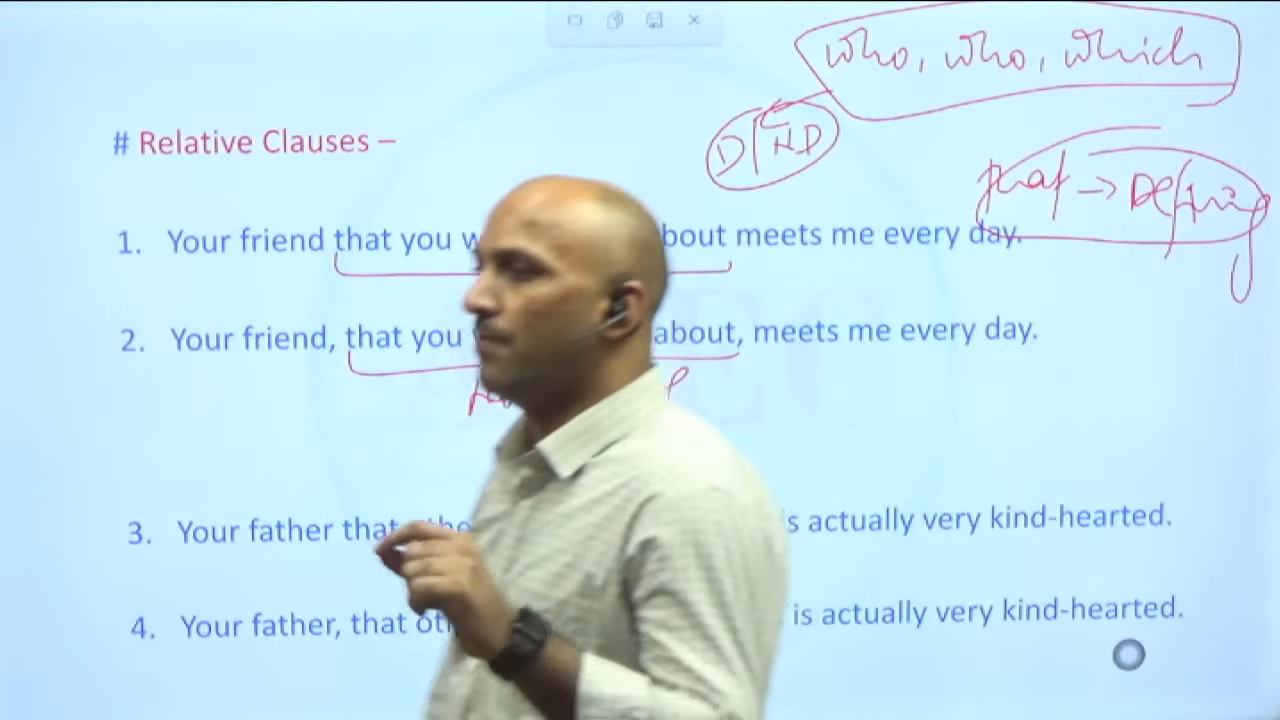 who, who, which
# Relative Clauses –
D/ND
that → Defining
1. Your friend that you bout meets me every day.
2. Your friend, that you about, meets me every day.
3. Your father that s actually very kind-hearted.
4. Your father, that is actually very kind-hearted.